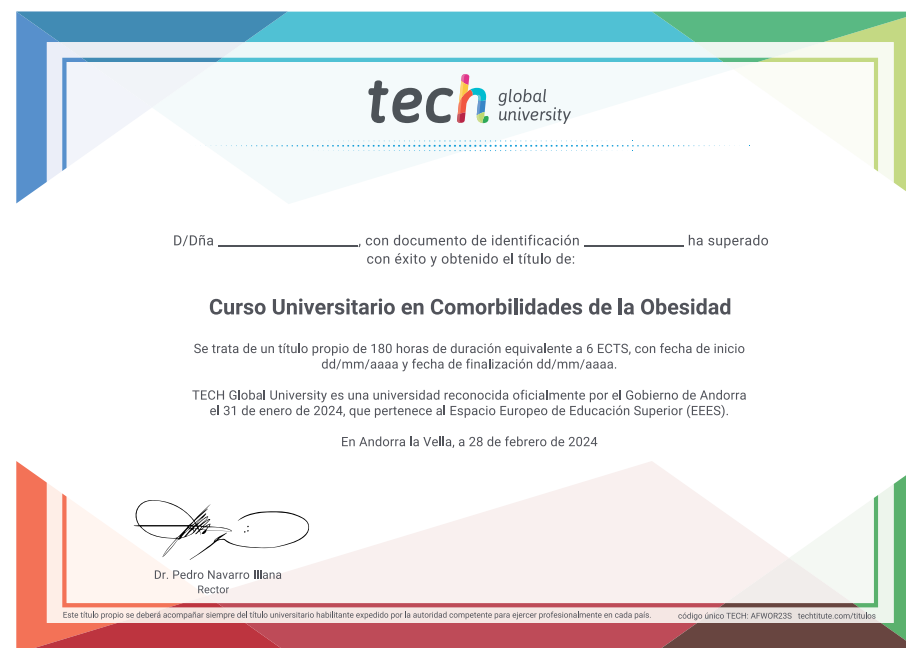 tech global university
D/Dña ____________________, con documento de identificación ______________ ha superado
con éxito y obtenido el título de:
Curso Universitario en Comorbilidades de la Obesidad
Se trata de un título propio de 180 horas de duración equivalente a 6 ECTS, con fecha de inicio
dd/mm/aaaa y fecha de finalización dd/mm/aaaa.
TECH Global University es una universidad reconocida oficialmente por el Gobierno de Andorra
el 31 de enero de 2024, que pertenece al Espacio Europeo de Educación Superior (EEES).
En Andorra la Vella, a 28 de febrero de 2024
Dr. Pedro Navarro Illana
Rector
Este título propio se deberá acompañar siempre del título universitario habilitante expedido por la autoridad competente para ejercer profesionalmente en cada país.
código único TECH: AFWOR23S techtitute.com/titulos